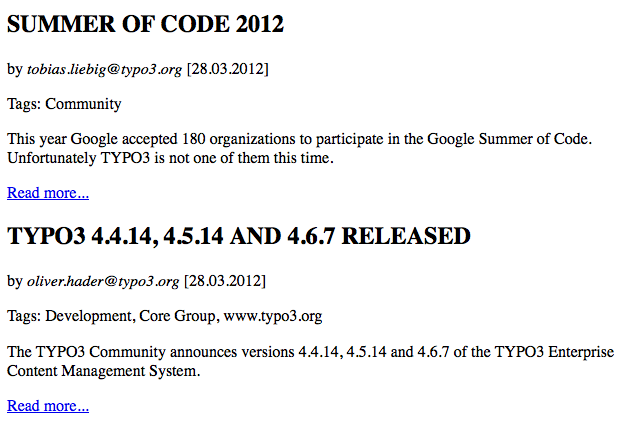 SUMMER OF CODE 2012
by tobias.liebig@typo3.org [28.03.2012]
Tags: Community
This year Google accepted 180 organizations to participate in the Google Summer of Code.
Unfortunately TYPO3 is not one of them this time.
Read more...
TYPO3 4.4.14, 4.5.14 AND 4.6.7 RELEASED
by oliver.hader@typo3.org [28.03.2012]
Tags: Development, Core Group, www.typo3.org
The TYPO3 Community announces versions 4.4.14, 4.5.14 and 4.6.7 of the TYPO3 Enterprise
Content Management System.
Read more...